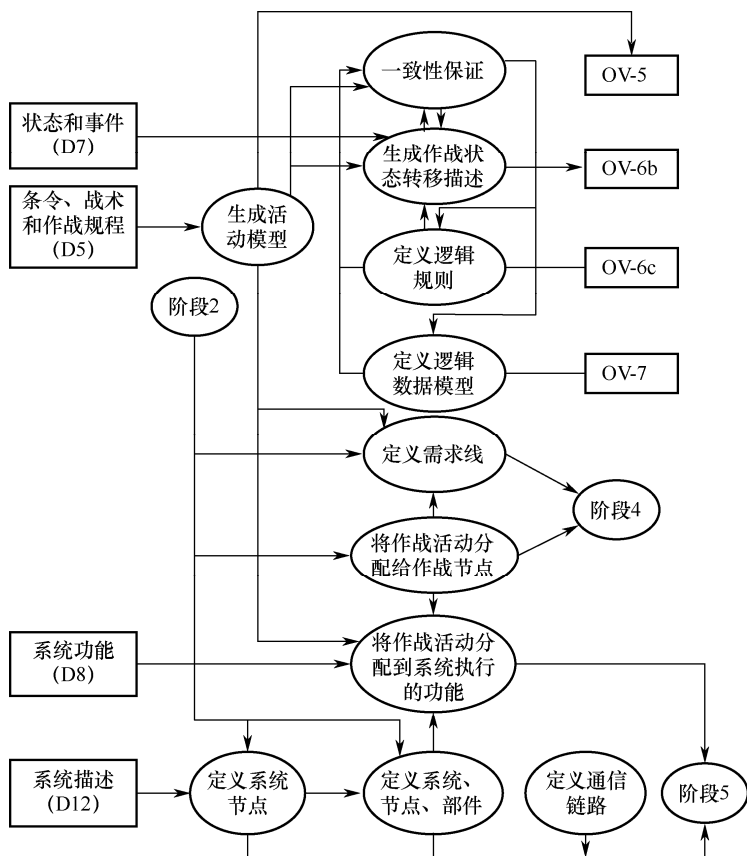 一致性保证
OV-5
状态和事件
(D7)
生成作战状
态转移描述
OV-6b
条令、战术
和作战规程
(D5)
生成活
动模型
定义逻辑
规则
OV-6c
阶段2
定义逻辑
数据模型
OV-7
定义需求线
阶段4
将作战活动分
配给作战节点
系统功能
(D8)
将作战活动分
配到系统执行
的功能
系统描述
(D12)
定义系统
节点
定义系统、
节点、部件
定义通信
链路
阶段5